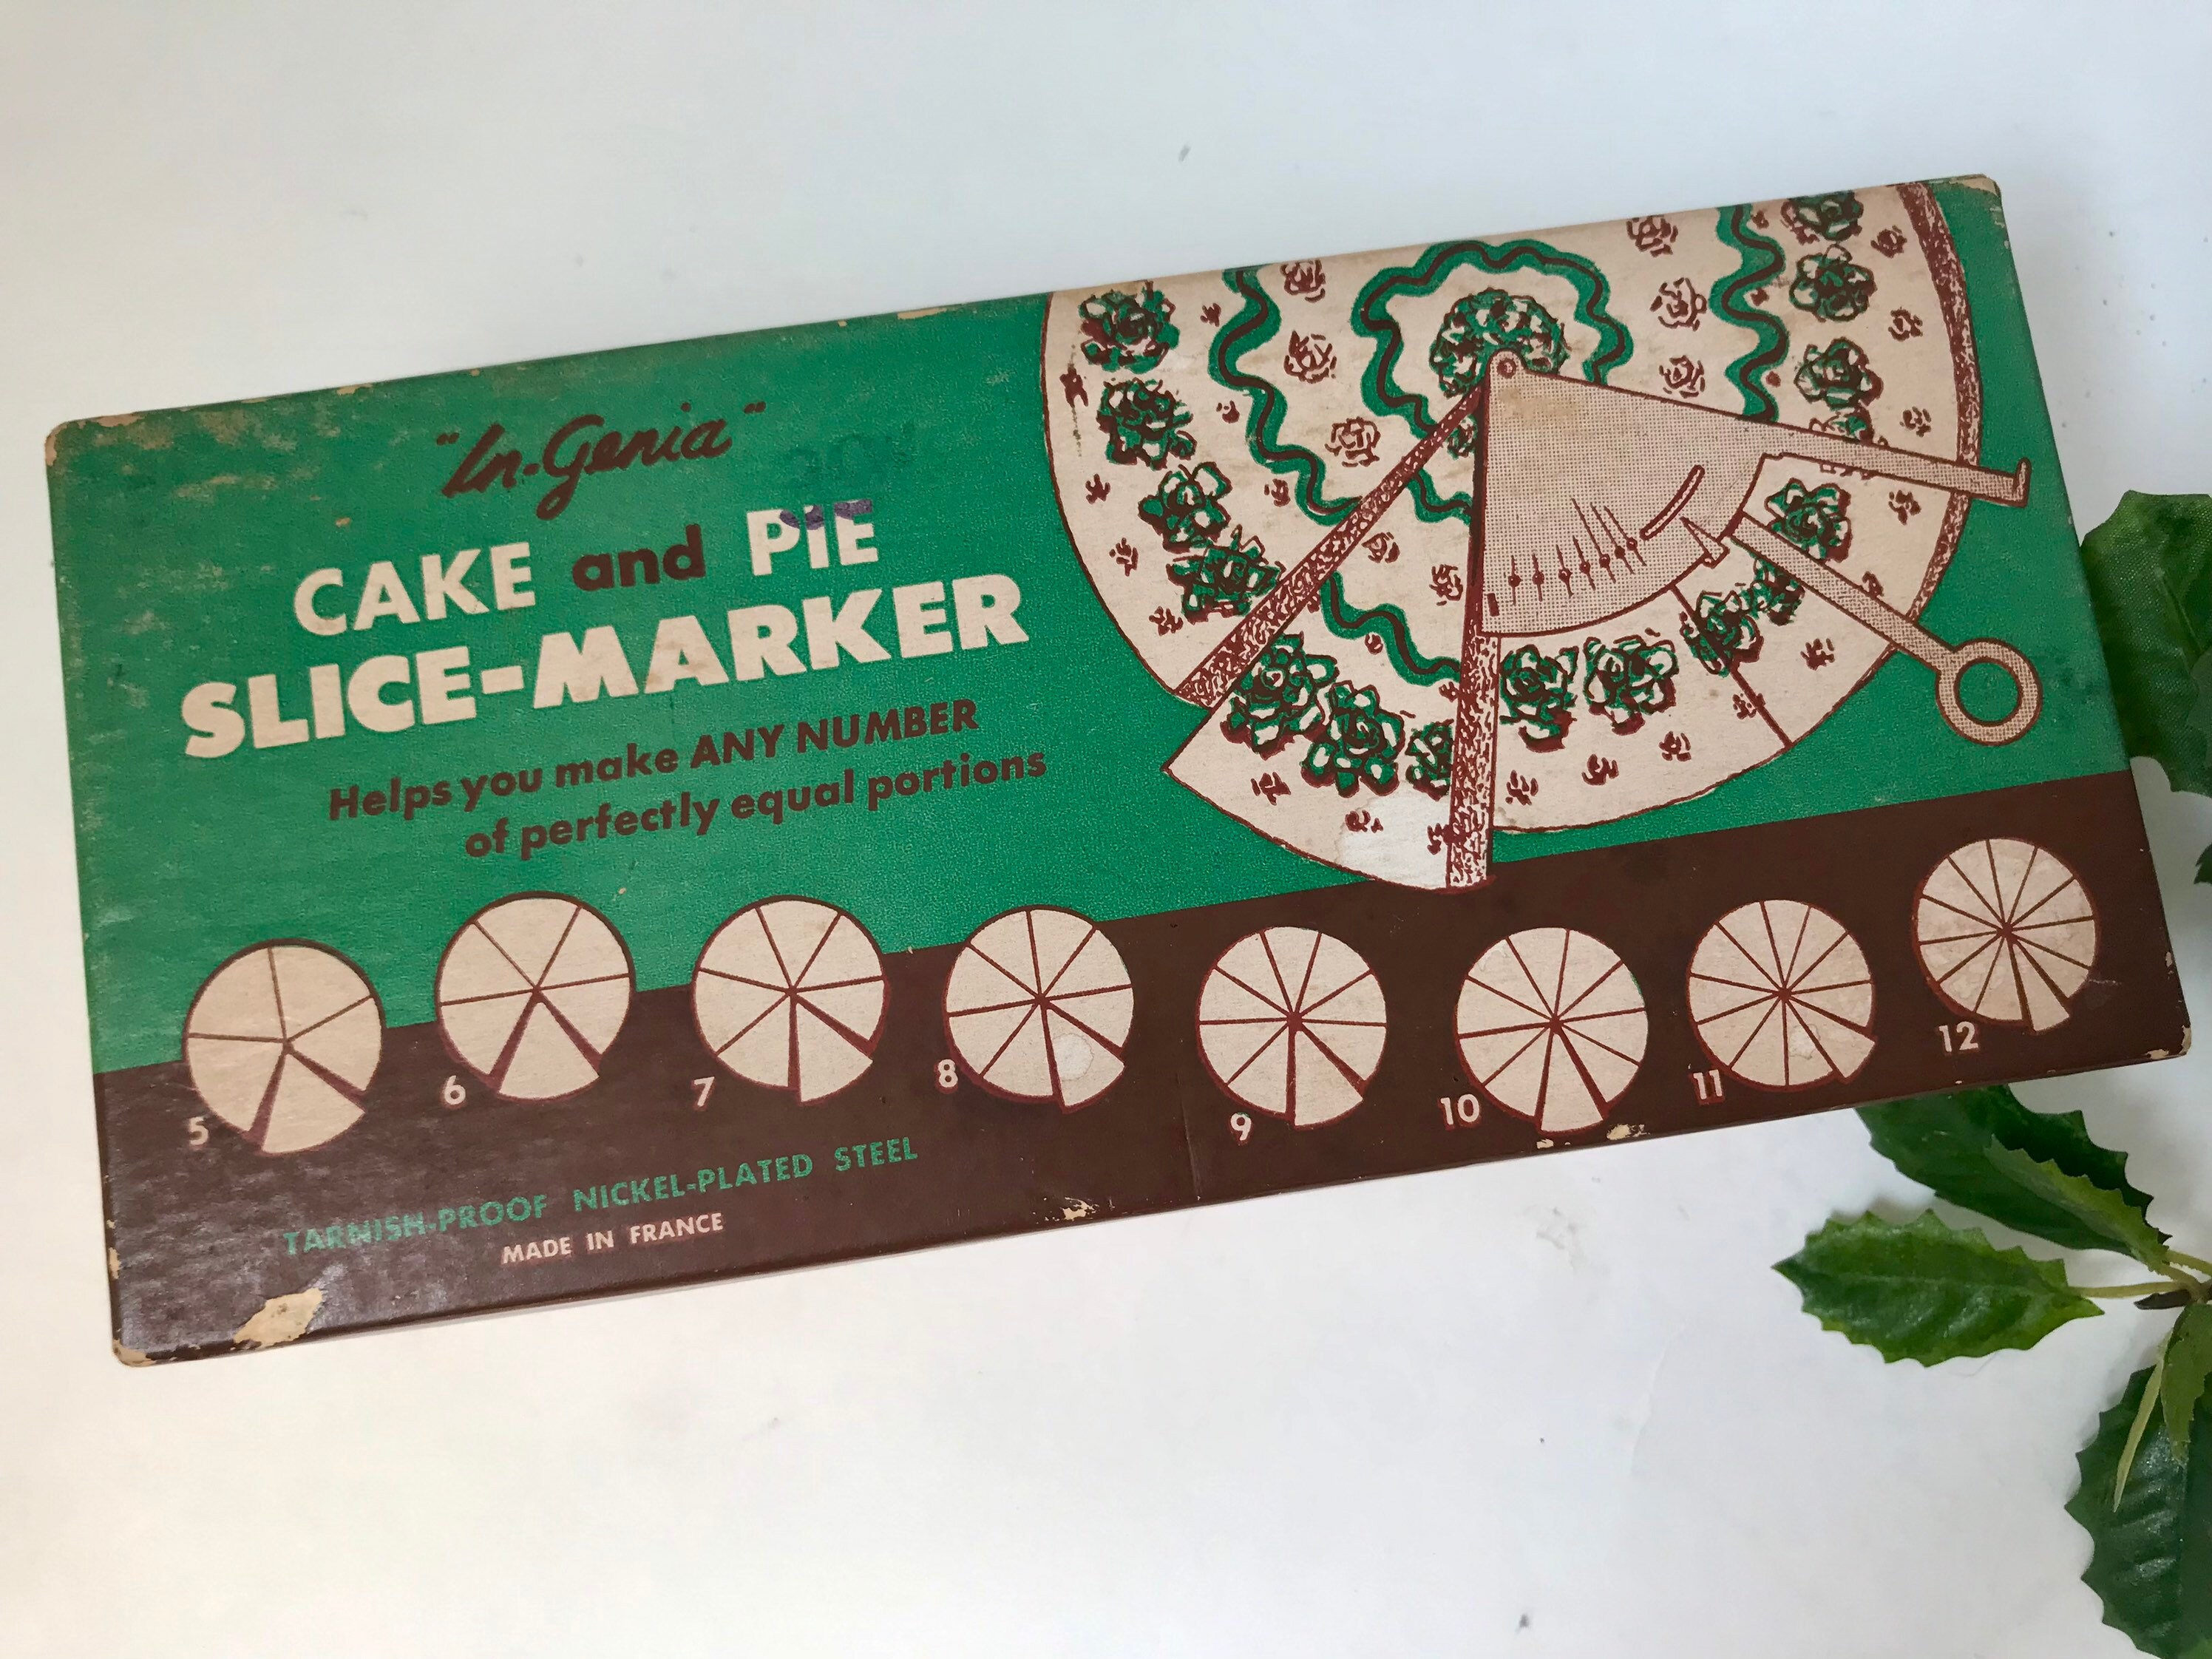 "In-Genia"
CAKE and PiE
SLICE-MARKER
Helps you make ANY NUMBER
of perfectly equal portions
5 6 7 8 9 10 11 12
TARNISH-PROOF NICKEL-PLATED STEEL
MADE IN FRANCE